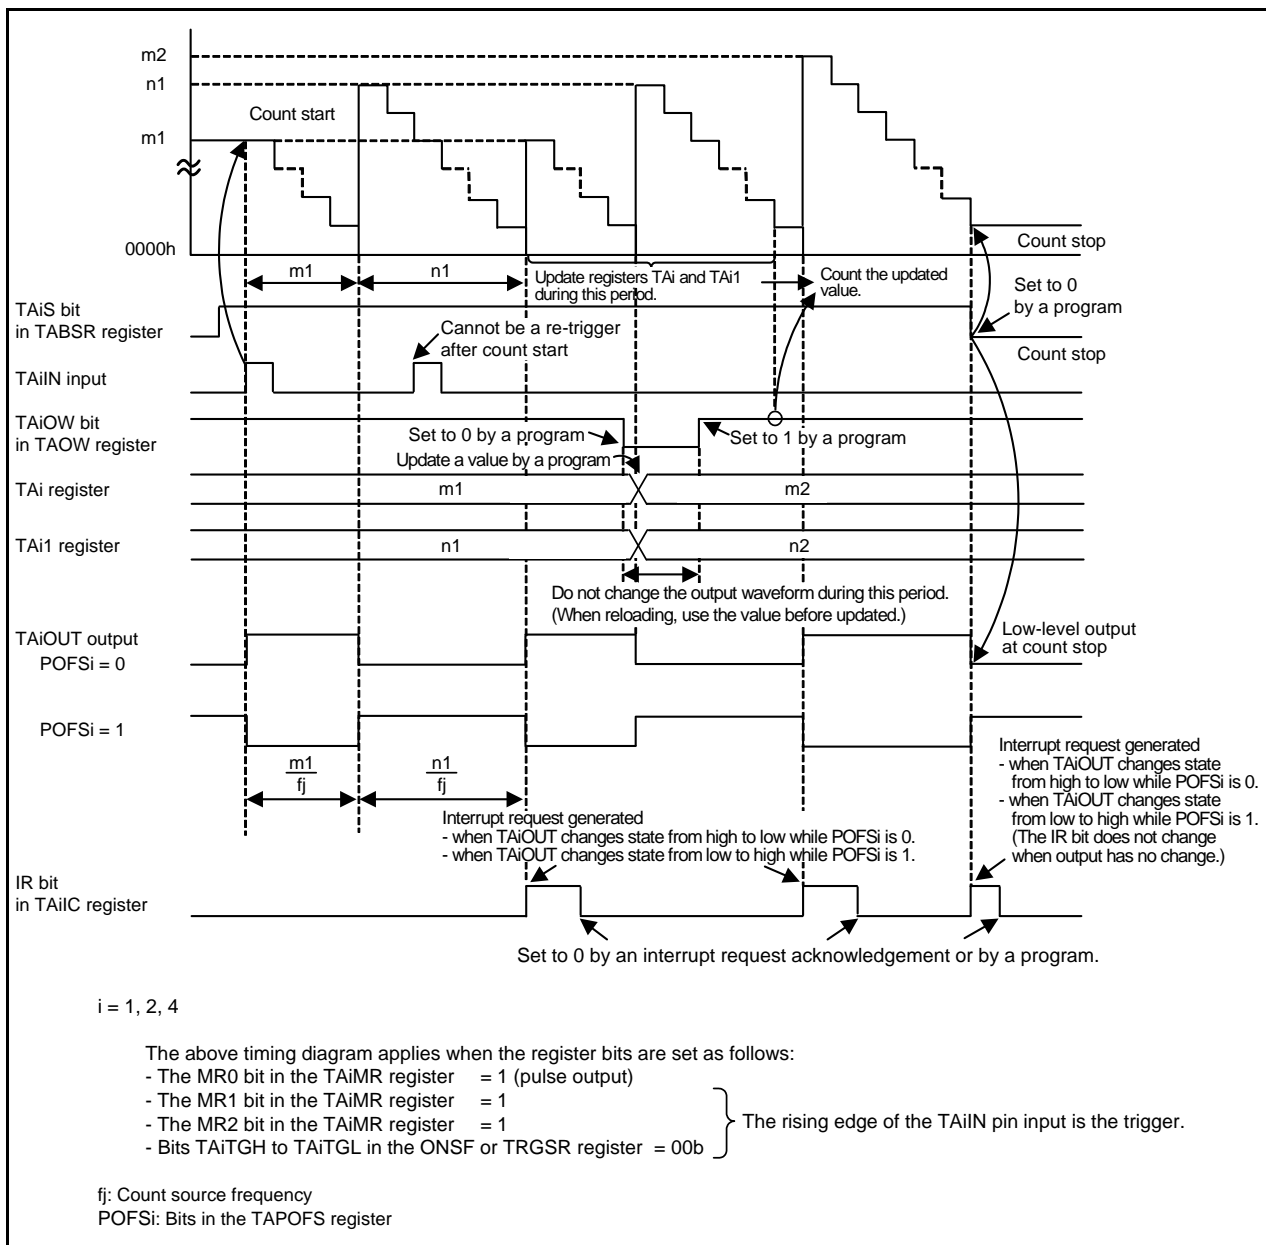 m2
n1
Count start
m1
0000h
Count stop
m1
n1
Update registers TAi and TAi1
during this period.
Count the updated
value.
TAiS bit
in TABSR register
Set to 0
by a program
Cannot be a re-trigger
after count start
Count stop
TAiIN input
TAiOW bit
in TAOW register
Set to 0 by a program
Set to 1 by a program
Update a value by a program
TAi register
m1
m2
TAi1 register
n1
n2
Do not change the output waveform during this period.
(When reloading, use the value before updated.)
TAiOUT output
POFSi = 0
Low-level output
at count stop
POFSi = 1
m1
fj
n1
fj
Interrupt request generated
- when TAiOUT changes state
from high to low while POFSi is 0.
- when TAiOUT changes state
from low to high while POFSi is 1.
(The IR bit does not change
when output has no change.)
Interrupt request generated
- when TAiOUT changes state from high to low while POFSi is 0.
- when TAiOUT changes state from low to high while POFSi is 1.
IR bit
in TAiIC register
Set to 0 by an interrupt request acknowledgement or by a program.
i = 1, 2, 4
The above timing diagram applies when the register bits are set as follows:
- The MR0 bit in the TAiMR register = 1 (pulse output)
- The MR1 bit in the TAiMR register = 1
- The MR2 bit in the TAiMR register = 1
- Bits TAiTGH to TAiTGL in the ONSF or TRGSR register = 00b
The rising edge of the TAiIN pin input is the trigger.
fj: Count source frequency
POFSi: Bits in the TAPOFS register